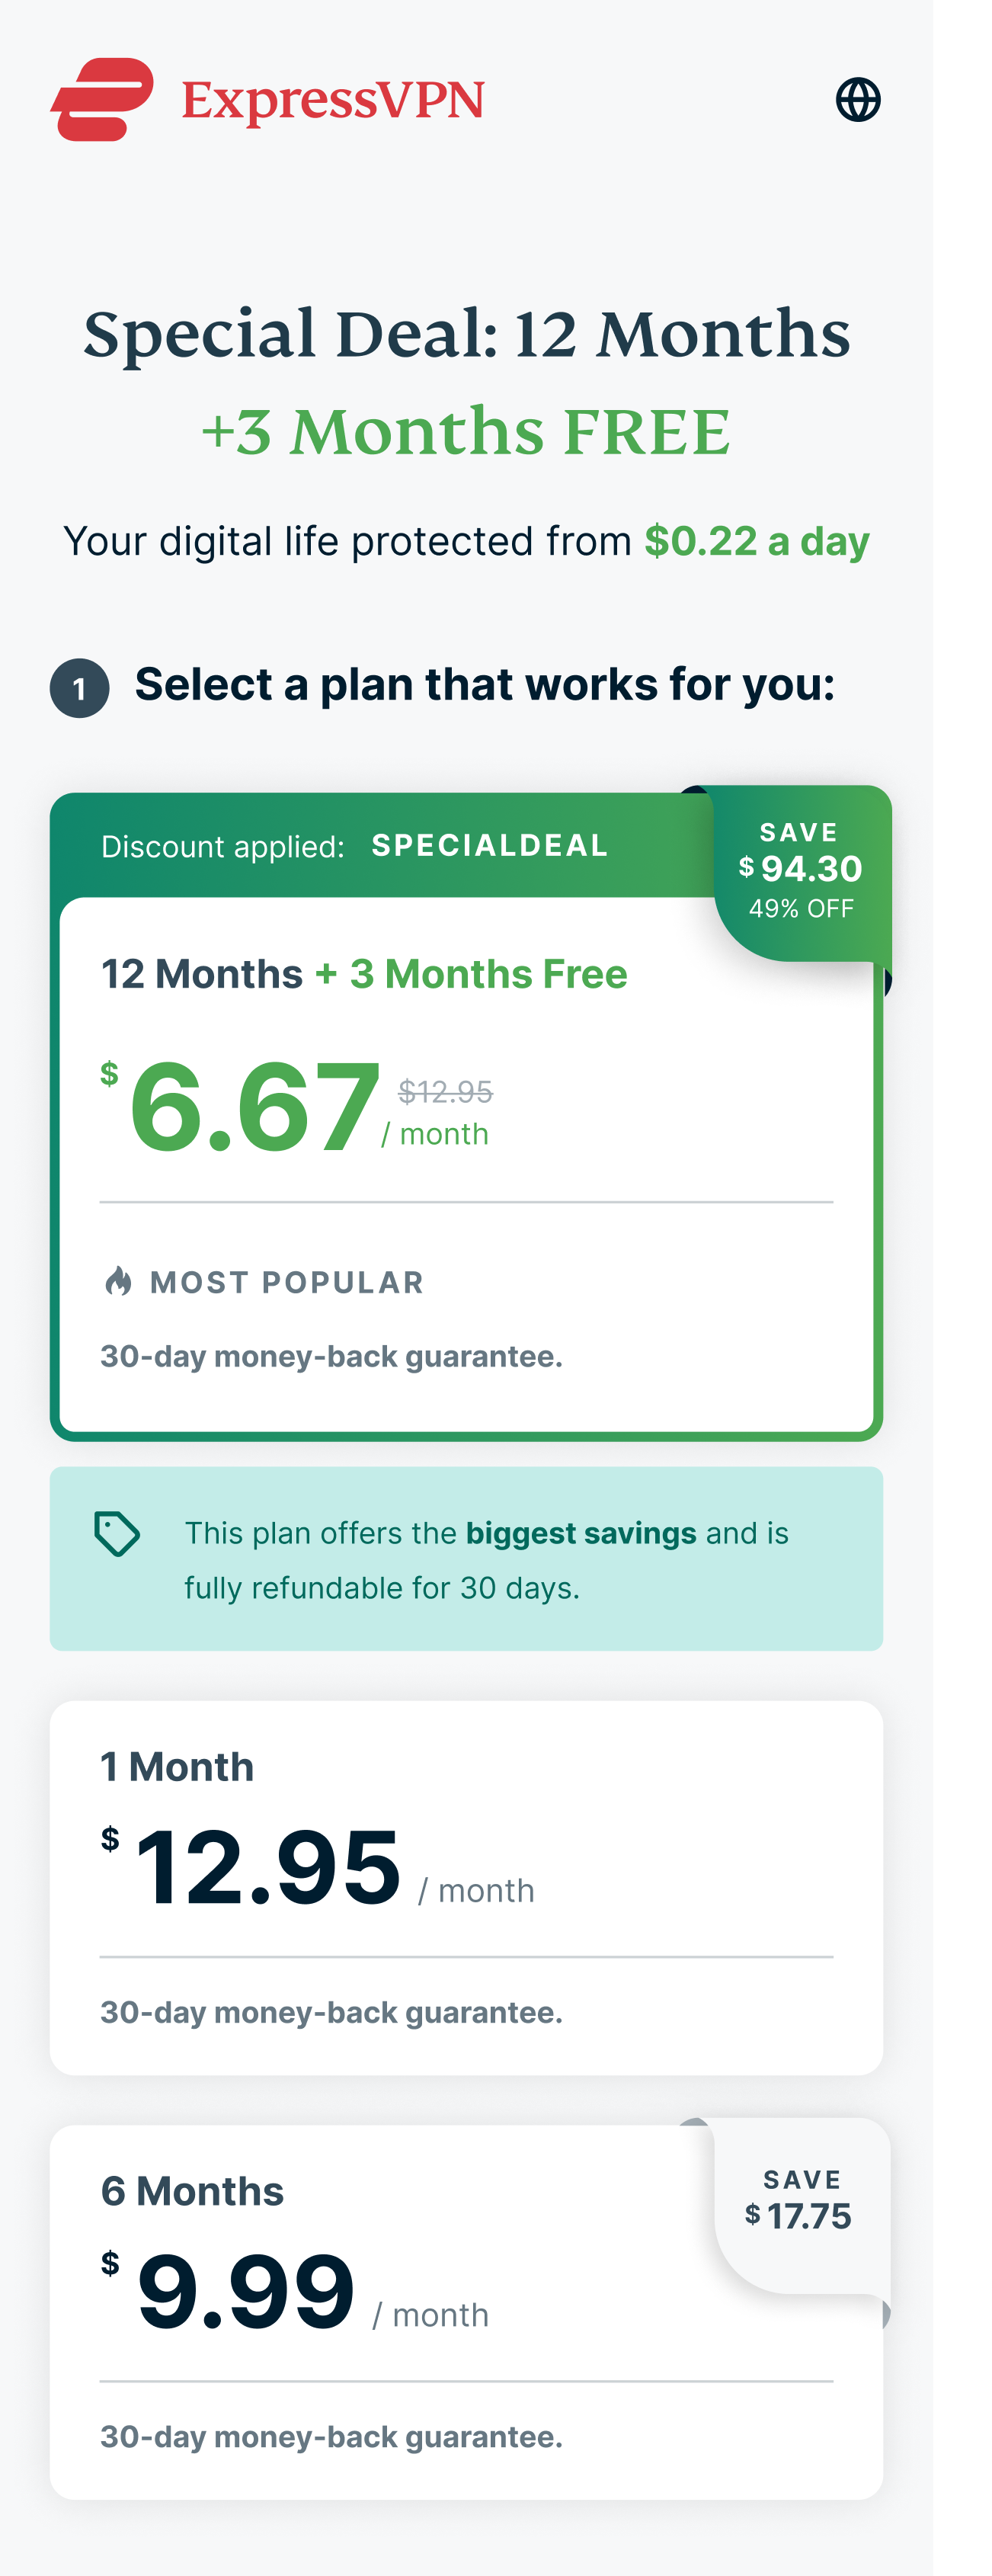 ExpressVPN
Special Deal: 12 Months
+3 Months FREE
Your digital life protected from $0.22 a day
1 Select a plan that works for you:
Discount applied: SPECIALDEAL
SAVE
$94.30
49% OFF
12 Months + 3 Months Free
$6.67 $12.95
/ month
MOST POPULAR
30-day money-back guarantee.
This plan offers the biggest savings and is
fully refundable for 30 days.
1 Month
$12.95 / month
30-day money-back guarantee.
SAVE
$17.75
6 Months
$9.99 / month
30-day money-back guarantee.